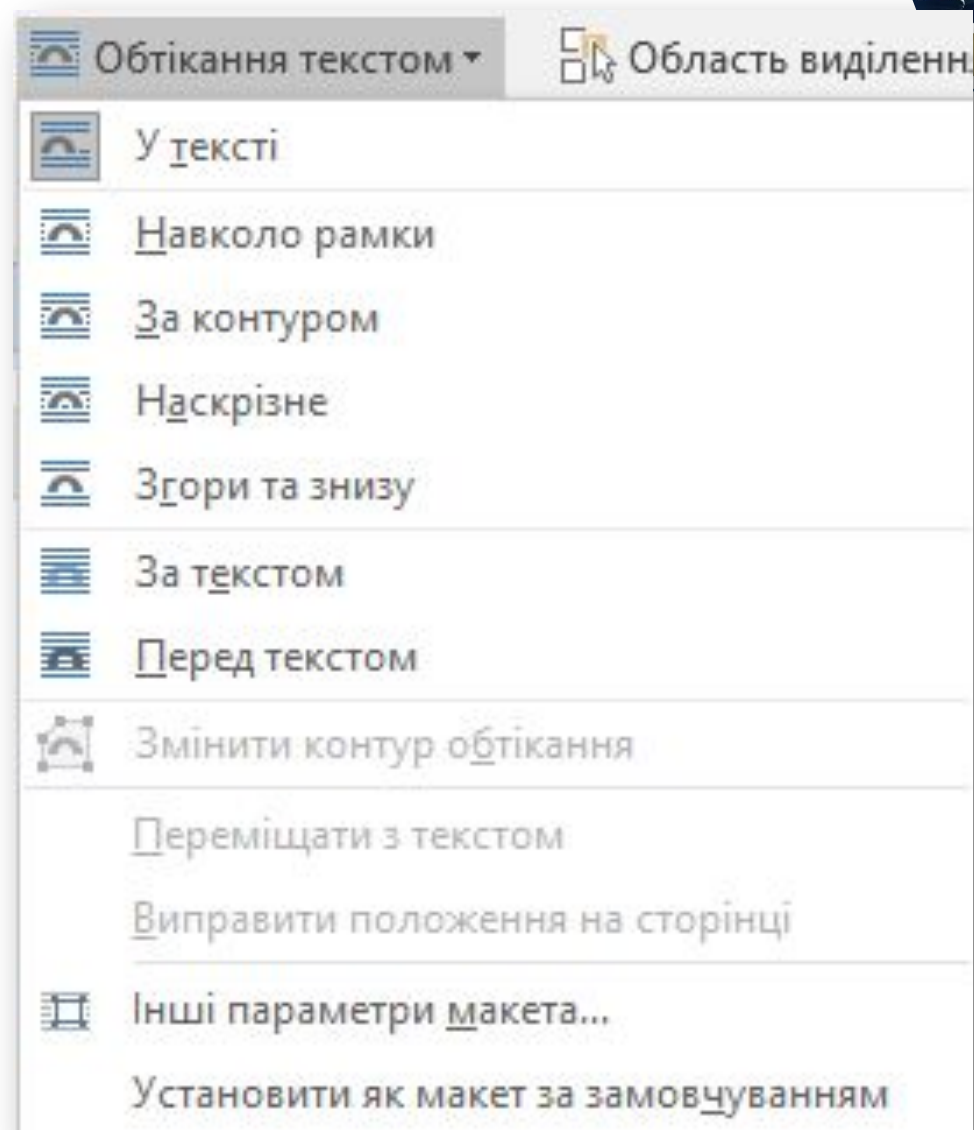 Обтікання текстом
Область виділенн
У тексті
Навколо рамки
За контуром
Наскрізне
Згори та знизу
За текстом
Перед текстом
Змінити контур обтікання
Переміщати з текстом
Виправити положення на сторінці
Інші параметри макета...
Установити як макет за замовчуванням